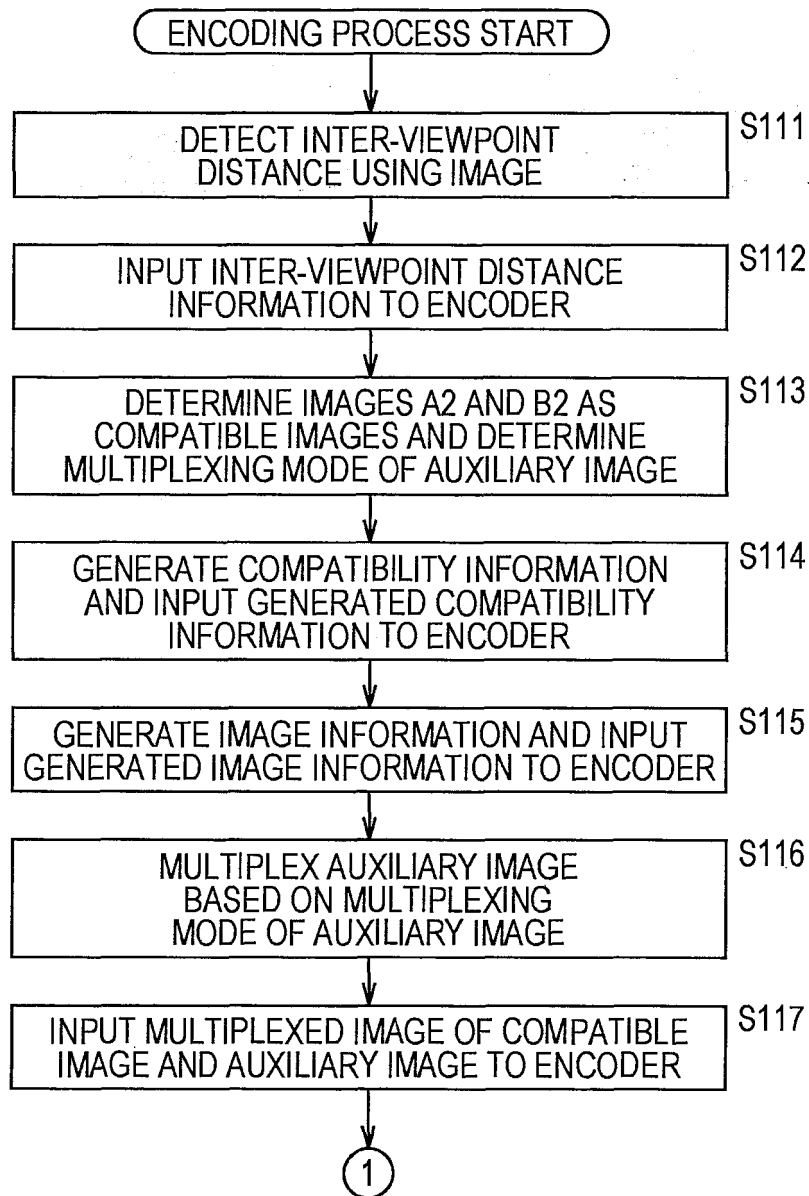 ENCODING PROCESS START
S111
DETECT INTER-VIEWPOINT
DISTANCE USING IMAGE
S112
INPUT INTER-VIEWPOINT DISTANCE
INFORMATION TO ENCODER
S113
DETERMINE IMAGES A2 AND B2 AS
COMPATIBLE IMAGES AND DETERMINE
MULTIPLEXING MODE OF AUXILIARY IMAGE
S114
GENERATE COMPATIBILITY INFORMATION
AND INPUT GENERATED COMPATIBILITY
INFORMATION TO ENCODER
S115
GENERATE IMAGE INFORMATION AND INPUT
GENERATED IMAGE INFORMATION TO ENCODER
S116
MULTIPLEX AUXILIARY IMAGE
BASED ON MULTIPLEXING
MODE OF AUXILIARY IMAGE
S117
INPUT MULTIPLEXED IMAGE OF COMPATIBLE
IMAGE AND AUXILIARY IMAGE TO ENCODER
1